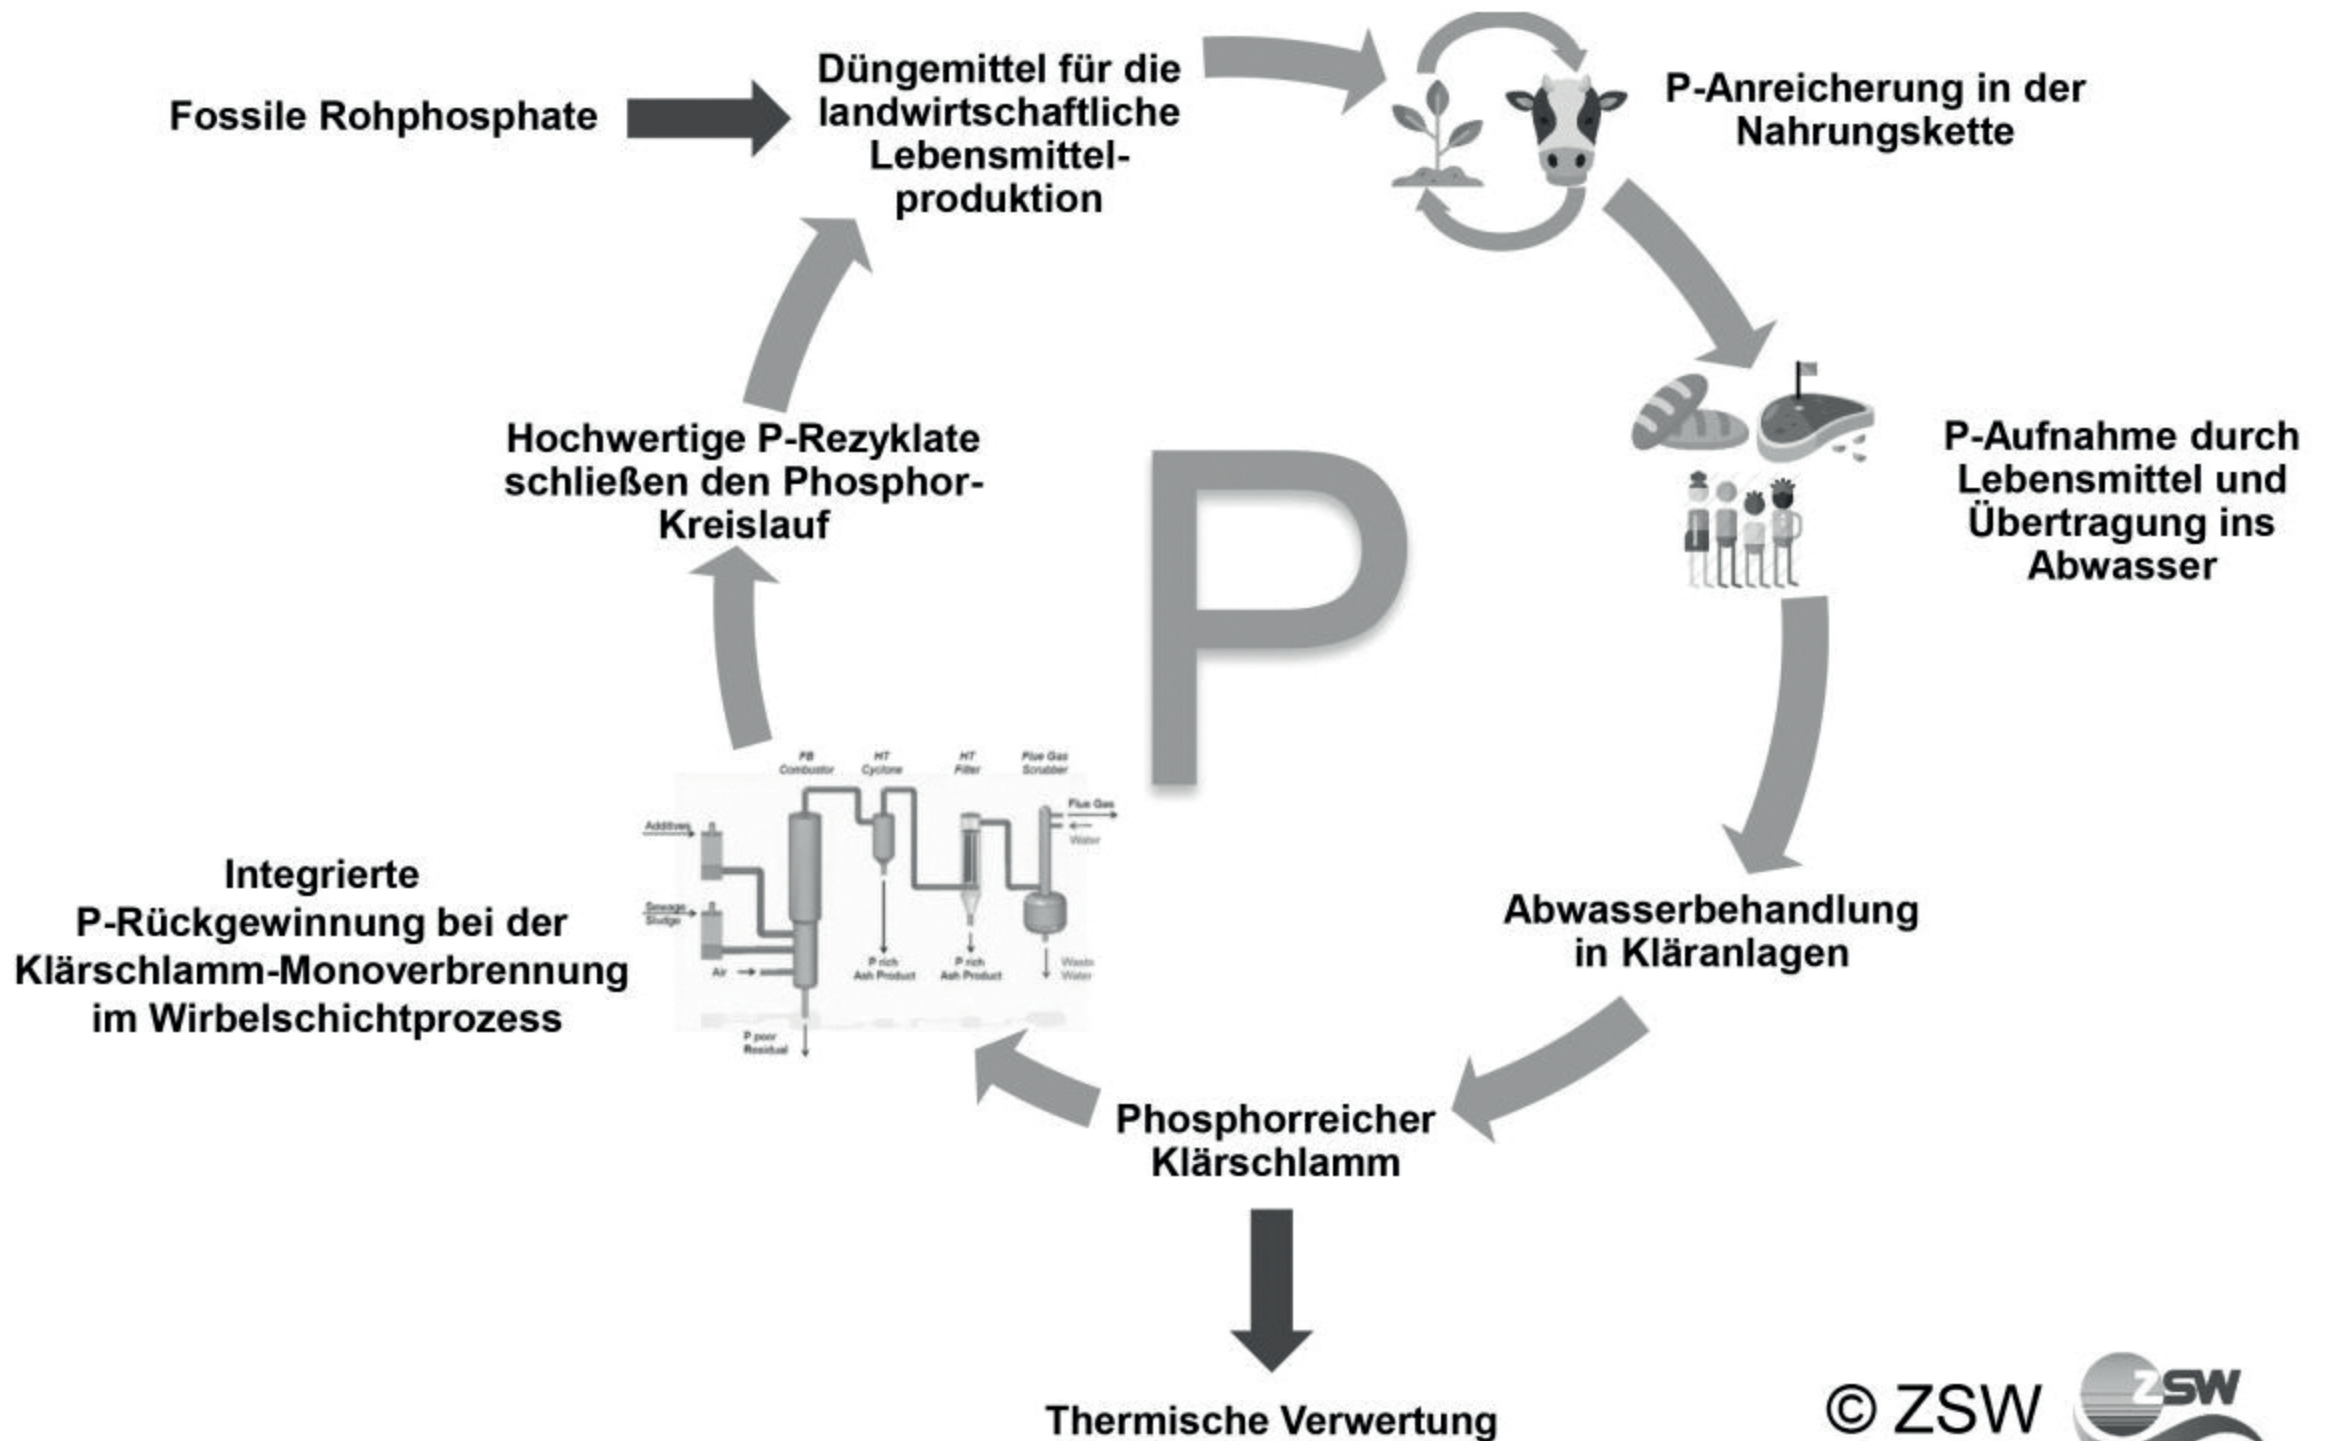 Fossile Rohphosphate
Düngemittel für die
landwirtschaftliche
Lebensmittel-
produktion
P-Anreicherung in der
Nahrungskette
P-Aufnahme durch
Lebensmittel und
Übertragung ins
Abwasser
Abwasserbehandlung
in Kläranlagen
Phosphorreicher
Klärschlamm
Thermische Verwertung
Integrierte
P-Rückgewinnung bei der
Klärschlamm-Monoverbrennung
im Wirbelschichtprozess
FB
Combustor
HT
Cyclone
HT
Filter
Flue Gas
Scrubber
Additives
Sewage
Sludge
Air
P rich
Ash Product
P rich
Ash Product
Flue Gas
Water
Waste
Water
P poor
Residual
Hochwertige P-Rezyklate
schließen den Phosphor-
Kreislauf
P
© ZSW
ZSW